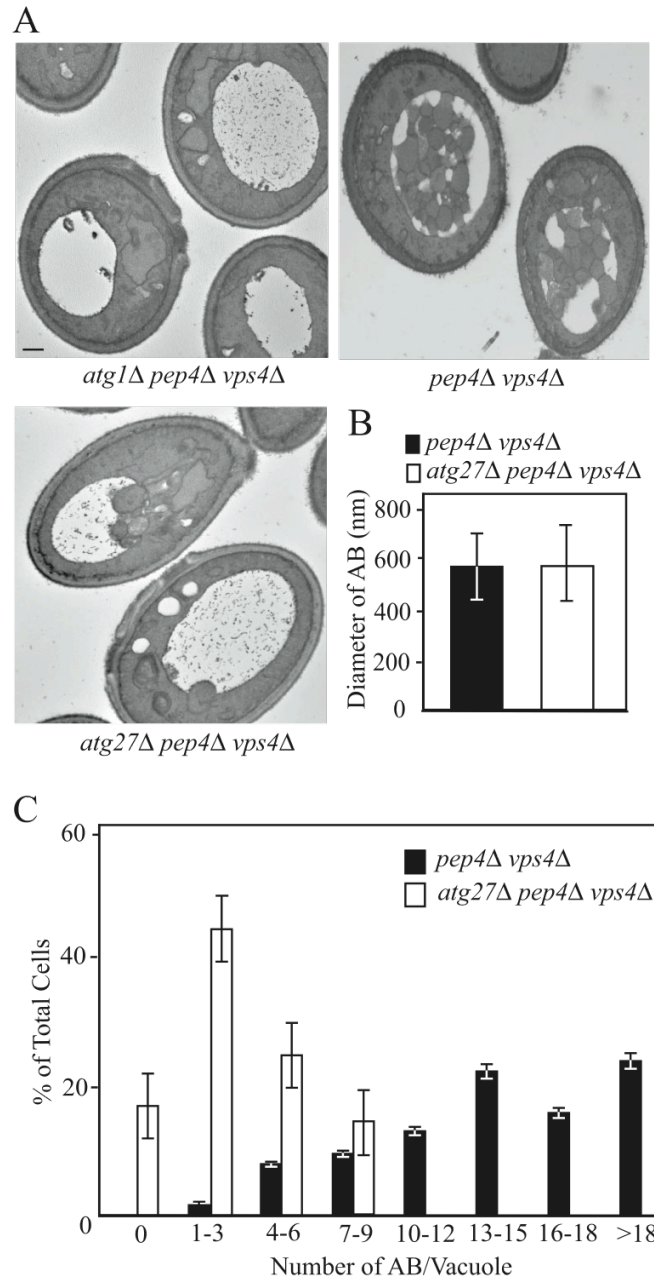 A
atg1Δ pep4Δ vps4Δ
pep4Δ vps4Δ
atg27Δ pep4Δ vps4Δ
B
pep4Δ vps4Δ
atg27Δ pep4Δ vps4Δ
Diameter of AB (nm)
800
600
400
200
0
C
% of Total Cells
60
40
20
0
pep4Δ vps4Δ
atg27Δ pep4Δ vps4Δ
0 1-3 4-6 7-9 10-12 13-15 16-18 >18
Number of AB/Vacuole